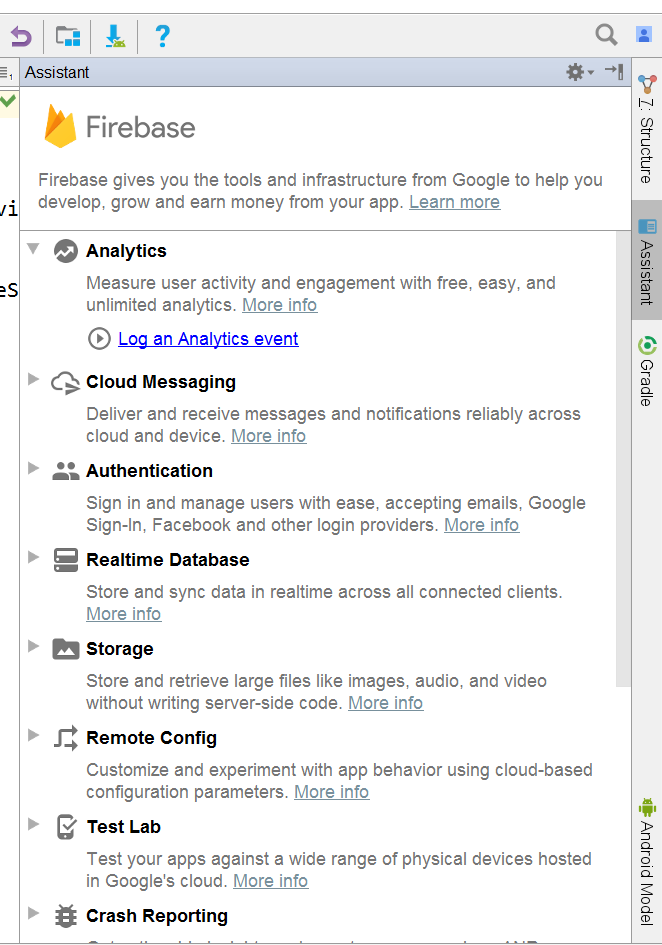 ?
1
Assistant
Firebase
Firebase gives you the tools and infrastructure from Google to help you
develop, grow and earn money from your app. Learn more
vi
eS
Analytics
Measure user activity and engagement with free, easy, and
unlimited analytics. More info
Log an Analytics event
Cloud Messaging
Deliver and receive messages and notifications reliably across
cloud and device. More info
Authentication
Sign in and manage users with ease, accepting emails, Google
Sign-In, Facebook and other login providers. More info
Realtime Database
Store and sync data in realtime across all connected clients.
More info
Storage
Store and retrieve large files like images, audio, and video
without writing server-side code. More info
Remote Config
Customize and experiment with app behavior using cloud-based
configuration parameters. More info
Test Lab
Test your apps against a wide range of physical devices hosted
in Google's cloud. More info
Crash Reporting
7: Structure
Assistant
Gradle
Android Model